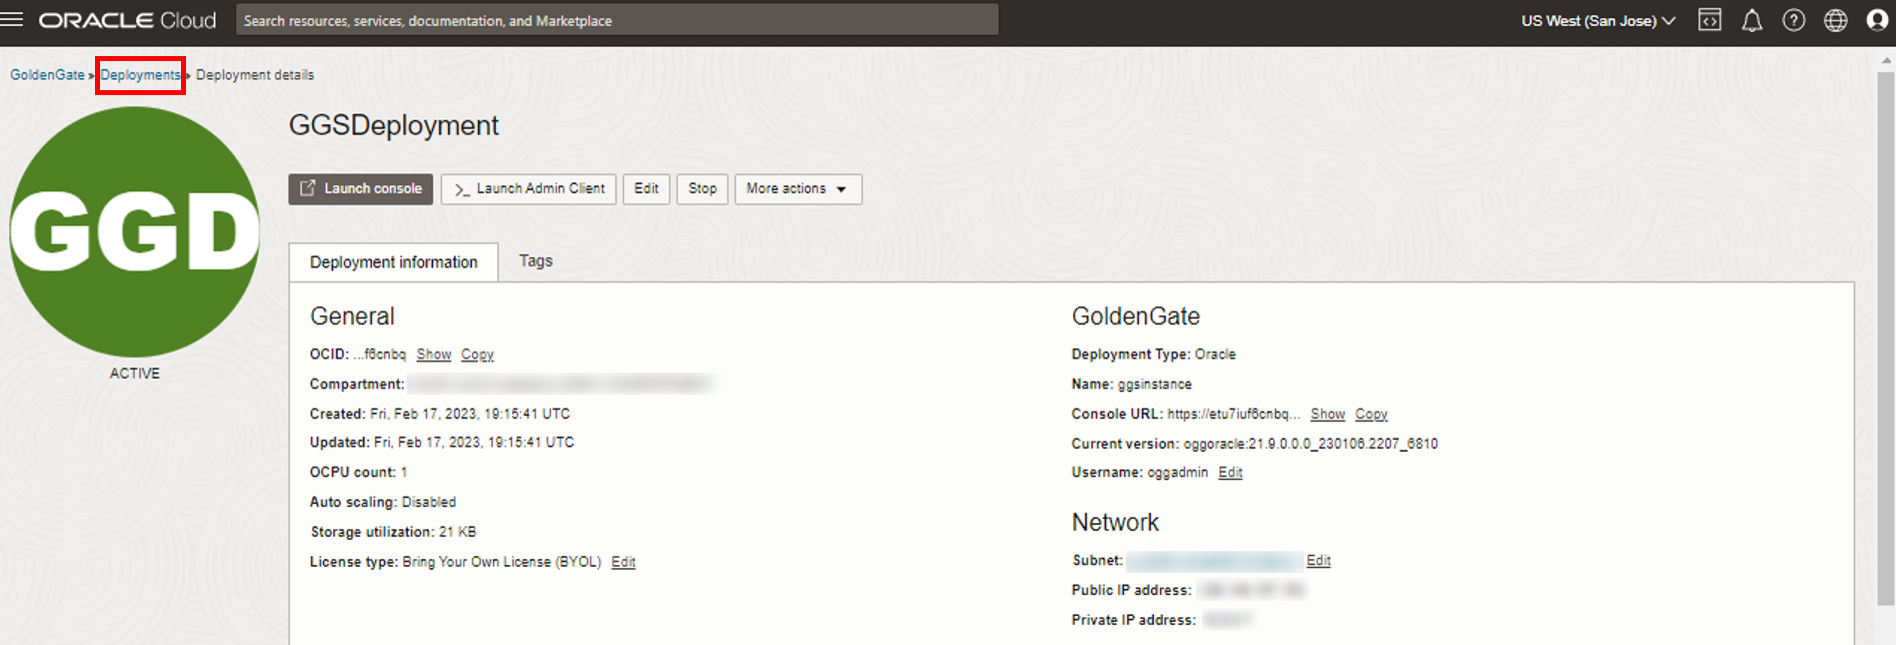 ORACLE Cloud Search resources, services, documentation, and Marketplace US West (San Jose)
GoldenGate » Deployments » Deployment details
GGD
ACTIVE
GGSDeployment
Launch console >_ Launch Admin Client Edit Stop More actions
Deployment information Tags
General
OCID: ...f6cnbq Show Copy
Compartment:
Created: Fri, Feb 17, 2023, 19:15:41 UTC
Updated: Fri, Feb 17, 2023, 19:15:41 UTC
OCPU count: 1
Auto scaling: Disabled
Storage utilization: 21 KB
License type: Bring Your Own License (BYOL) Edit
GoldenGate
Deployment Type: Oracle
Name: ggsinstance
Console URL: https://etu7iuf6cnbq... Show Copy
Current version: oggoracle:21.9.0.0.0_230106.2207_6810
Username: oggadmin Edit
Network
Subnet: Edit
Public IP address:
Private IP address: